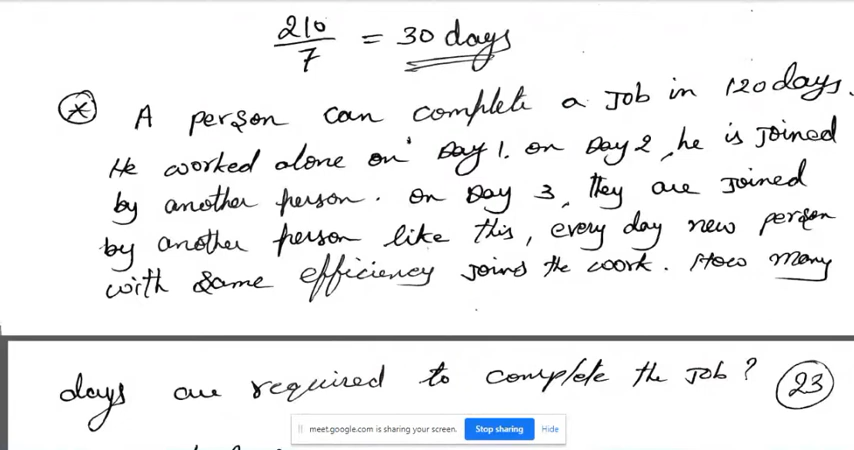 210
7
= 30 days
* A person can complete a Job in 120 days.
He worked alone on Day 1. on Day 2, he is Joined
by another person. On Day 3, they are Joined
by another person like this, every day new person
with Same efficiency Joins the work. How many
days are required to complete the Job? 23
meet.google.com is sharing your screen. Stop sharing Hide